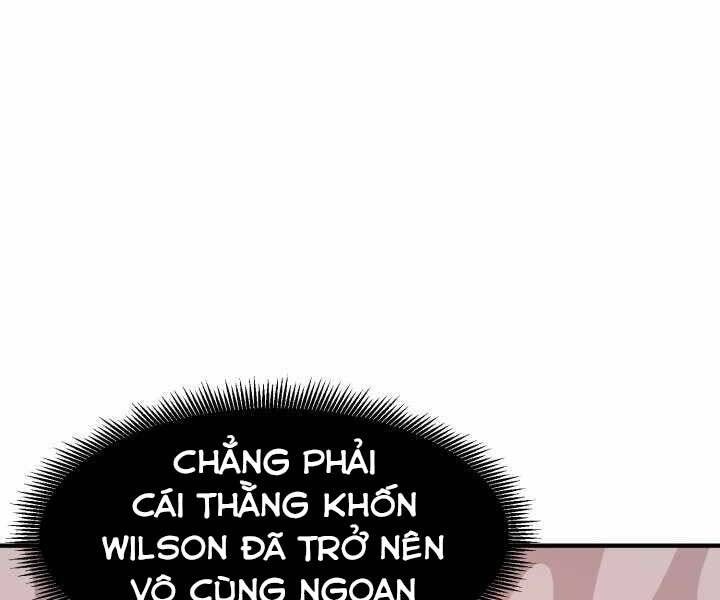 CHẲNG PHẢI
CÁI THẰNG KHỐN
WILSON ĐÃ TRỞ NÊN
VÔ CÙNG NGOAN